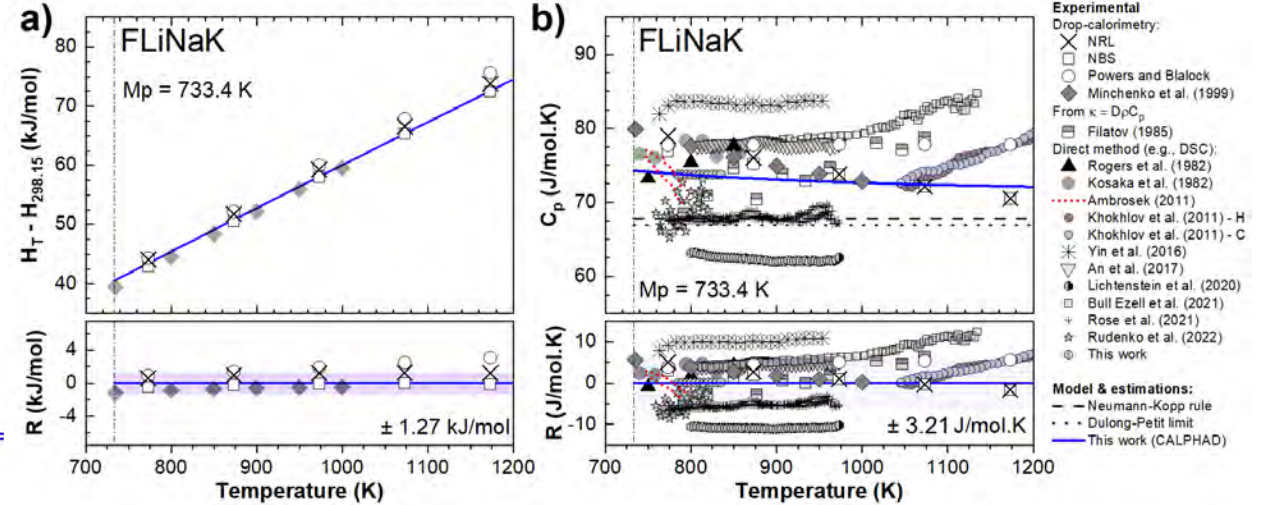 a)
FLiNaK
Mp = 733.4 K
H_T - H_298.15 (kJ/mol)
80
70
60
50
40
R (kJ/mol)
4
0
-4
± 1.27 kJ/mol
700 800 900 1000 1100 1200
Temperature (K)
b)
FLiNaK
Mp = 733.4 K
C_p (J/mol.K)
90
80
70
60
R (J/mol.K)
10
0
-10
± 3.21 J/mol.K
700 800 900 1000 1100 1200
Temperature (K)
Experimental
Drop-calorimetry:
NRL
NBS
Powers and Blalock
Minchenko et al. (1999)
From κ = DρC_p
Filatov (1985)
Direct method (e.g., DSC):
Rogers et al. (1982)
Kosaka et al. (1982)
Ambrosek (2011)
Khokhlov et al. (2011) - H
Khokhlov et al. (2011) - C
Yin et al. (2016)
An et al. (2017)
Lichtenstein et al. (2020)
Bull Ezell et al. (2021)
Rose et al. (2021)
Rudenko et al. (2022)
This work
Model & estimations:
Neumann-Kopp rule
Dulong-Petit limit
This work (CALPHAD)